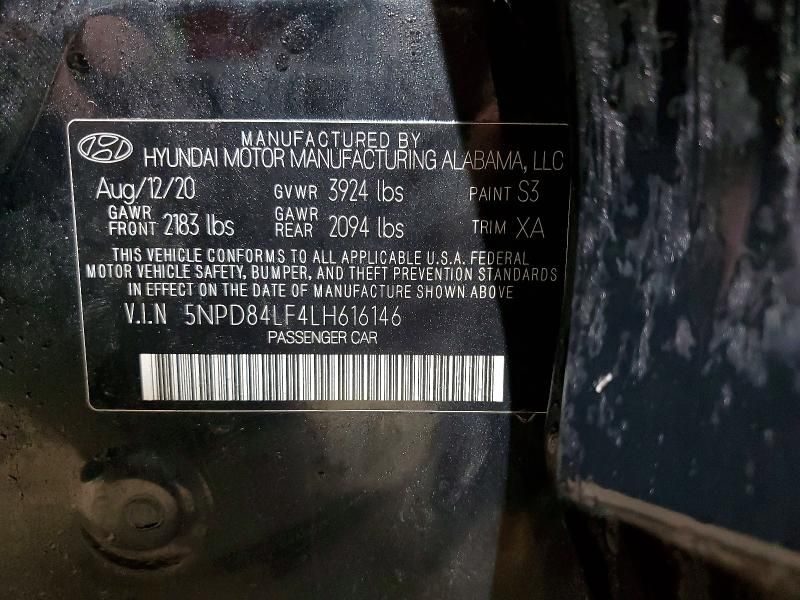 MANUFACTURED BY
HYUNDAI MOTOR MANUFACTURING ALABAMA, LLC
Aug/12/20 GVWR 3924 lbs PAINT S3
GAWR FRONT 2183 lbs GAWR REAR 2094 lbs TRIM XA
THIS VEHICLE CONFORMS TO ALL APPLICABLE U.S.A. FEDERAL
MOTOR VEHICLE SAFETY, BUMPER, AND THEFT PREVENTION STANDARDS
IN EFFECT ON THE DATE OF MANUFACTURE SHOWN ABOVE
V.I.N 5NPD84LF4LH616146
PASSENGER CAR